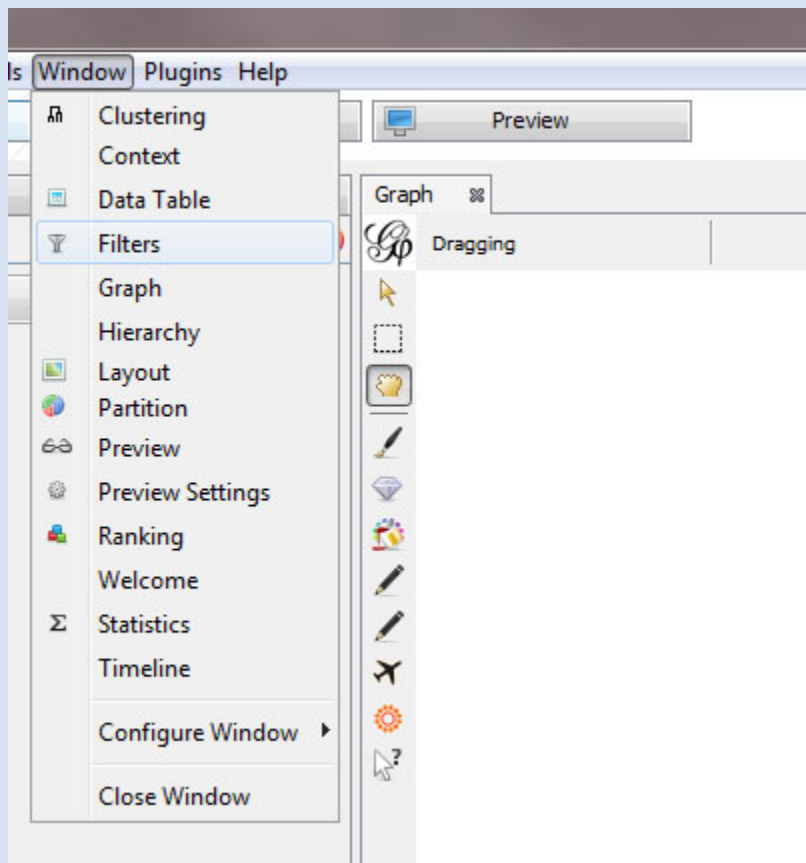 ls Window Plugins Help
Clustering
Preview
Context
Data Table
Graph
Filters
Dragging
Graph
Hierarchy
Layout
Partition
Preview
Preview Settings
Ranking
Welcome
Σ Statistics
Timeline
Configure Window
Close Window